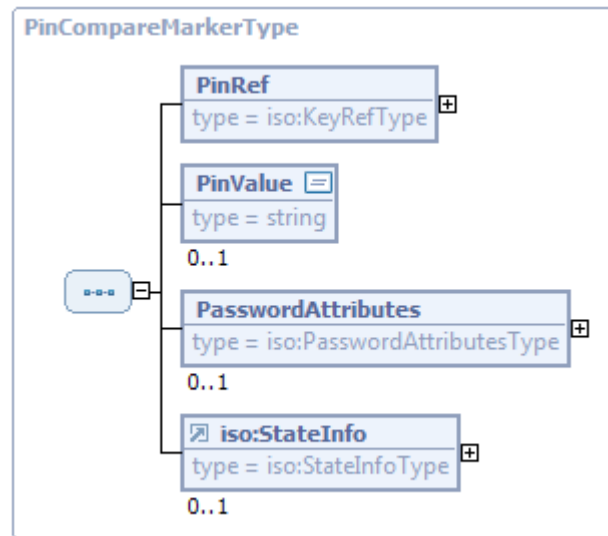 PinCompareMarkerType
PinRef
type = iso:KeyRefType
PinValue
type = string
0..1
PasswordAttributes
type = iso:PasswordAttributesType
0..1
iso:StateInfo
type = iso:StateInfoType
0..1